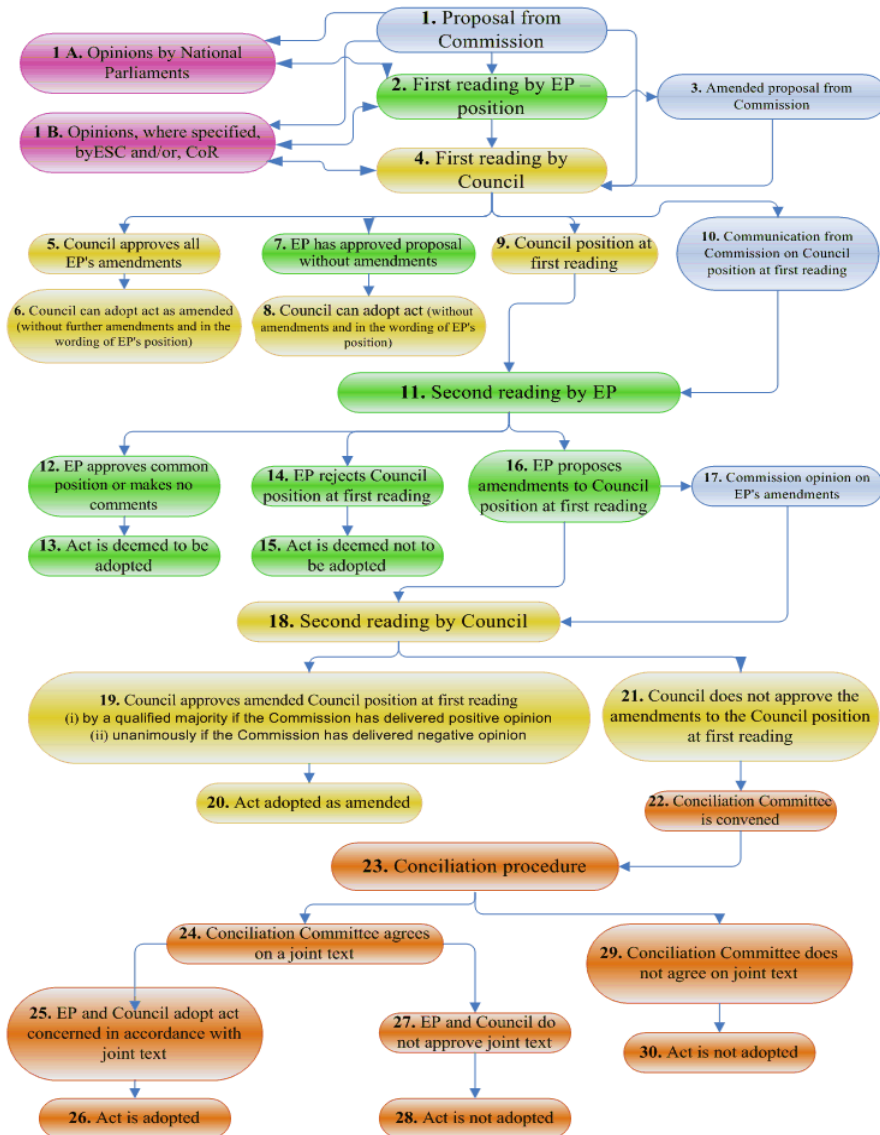 1. Proposal from
Commission
1 A. Opinions by National
Parliaments
2. First reading by EP –
position
3. Amended proposal from
Commission
1 B. Opinions, where specified,
byESC and/or, CoR
4. First reading by
Council
5. Council approves all
EP's amendments
7. EP has approved proposal
without amendments
9. Council position at
first reading
10. Communication from
Commission on Council
position at first reading
6. Council can adopt act as amended
(without further amendments and in the
wording of EP's position)
8. Council can adopt act (without
amendments and in the wording of EP's
position)
11. Second reading by EP
12. EP approves common
position or makes no
comments
14. EP rejects Council
position at first reading
16. EP proposes
amendments to Council
position at first reading
17. Commission opinion on
EP's amendments
13. Act is deemed to be
adopted
15. Act is deemed not to
be adopted
18. Second reading by Council
19. Council approves amended Council position at first reading
(i) by a qualified majority if the Commission has delivered positive opinion
(ii) unanimously if the Commission has delivered negative opinion
21. Council does not approve the
amendments to the Council position
at first reading
20. Act adopted as amended
22. Conciliation Committee
is convened
23. Conciliation procedure
24. Conciliation Committee agrees
on a joint text
29. Conciliation Committee does
not agree on joint text
25. EP and Council adopt act
concerned in accordance with
joint text
27. EP and Council do
not approve joint text
30. Act is not adopted
26. Act is adopted
28. Act is not adopted